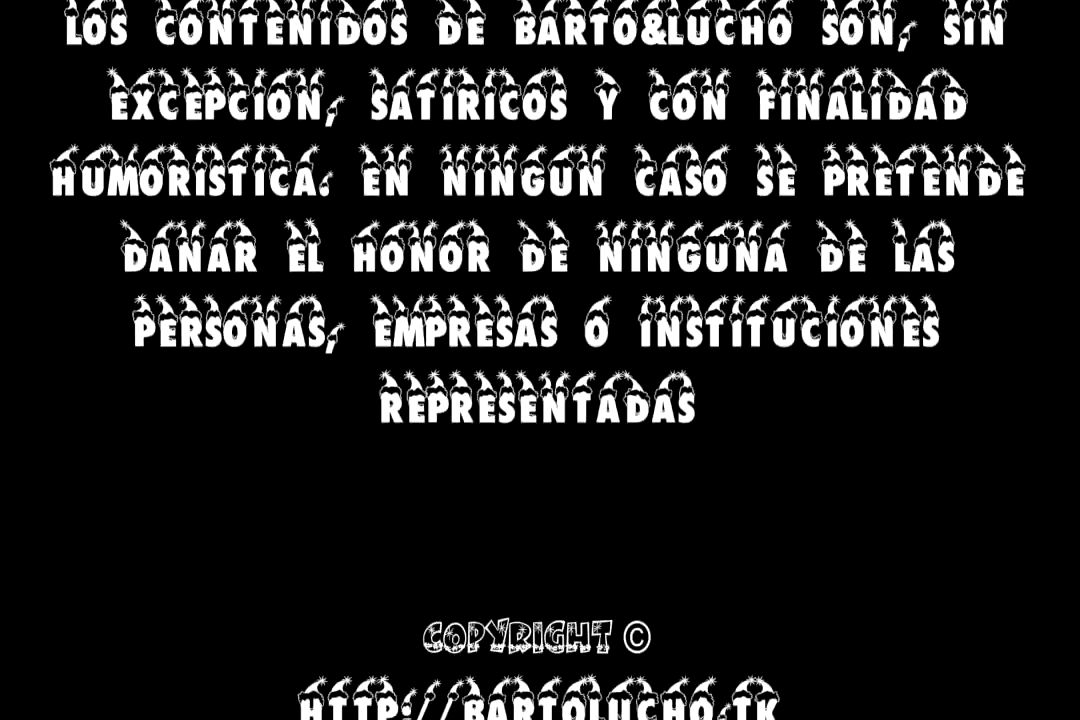 LOS CONTENIDOS DE BARTO&LUCHO SON, SIN
EXCEPCION, SATIRICOS Y CON FINALIDAD
HUMORISTICA. EN NINGUN CASO SE PRETENDE
DANAR EL HONOR DE NINGUNA DE LAS
PERSONAS, EMPRESAS O INSTITUCIONES
REPRESENTADAS
COPYRIGHT ©
HTTP://BARTOLUCHO.TK